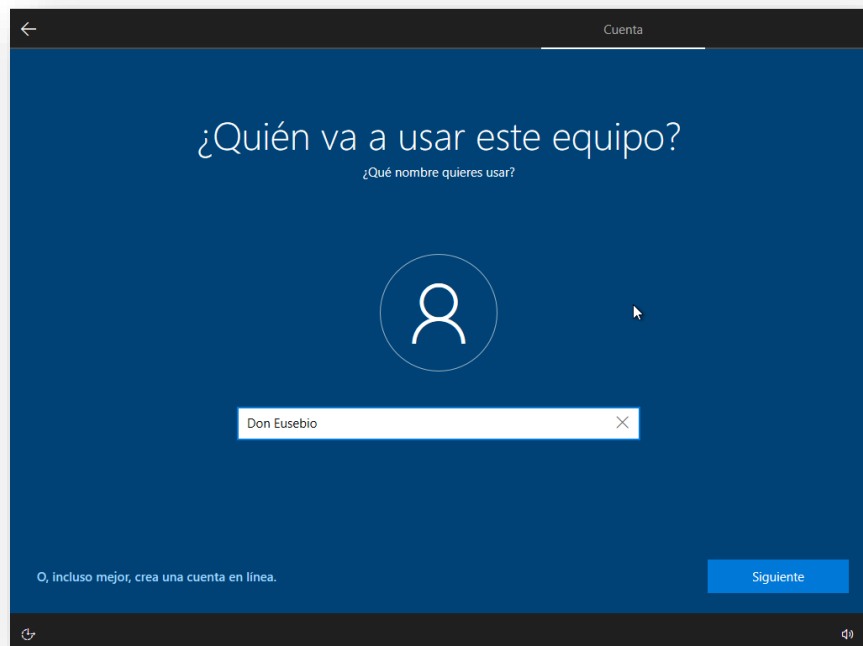 Cuenta
¿Quién va a usar este equipo?
¿Qué nombre quieres usar?
Don Eusebio
O, incluso mejor, crea una cuenta en línea.
Siguiente